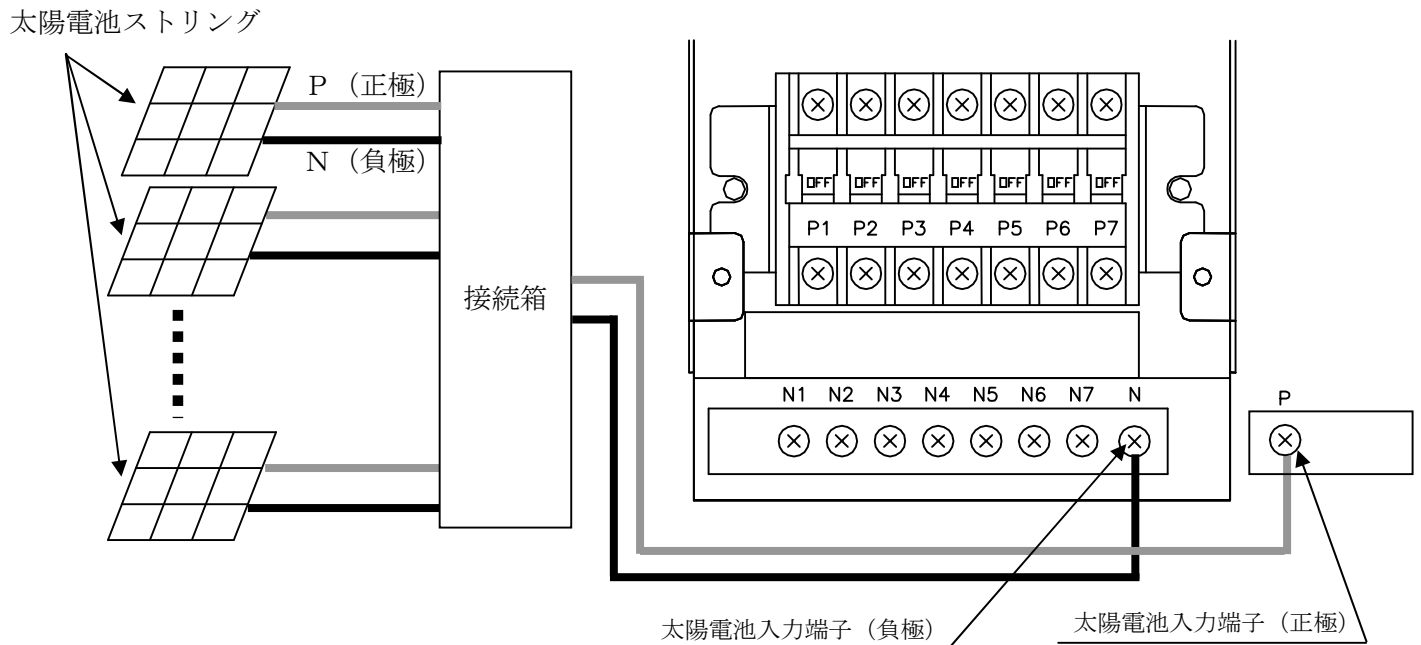 太陽電池ストリング
P（正極）
N（負極）
接続箱
OFF OFF OFF OFF OFF OFF OFF
P1 P2 P3 P4 P5 P6 P7
N1 N2 N3 N4 N5 N6 N7 N
P
太陽電池入力端子（負極）
太陽電池入力端子（正極）